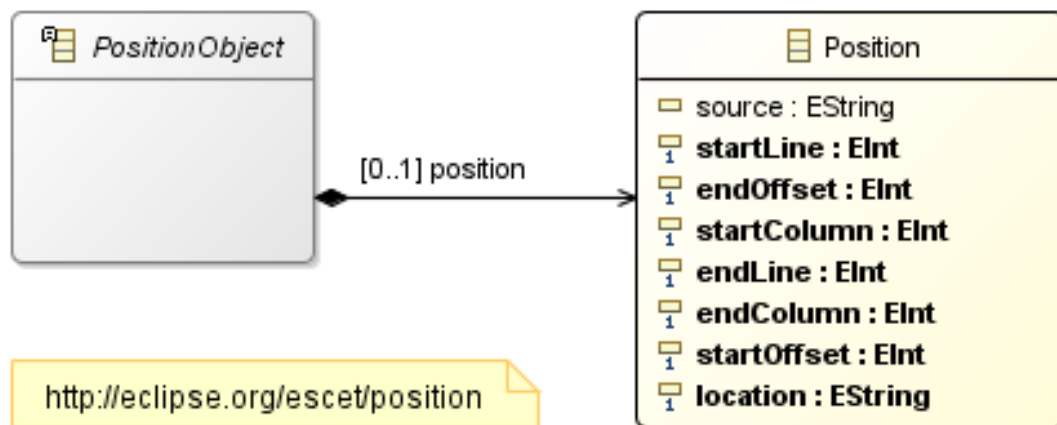 PositionObject
Position
source : EString
startLine : EInt
endOffset : EInt
startColumn : EInt
endLine : EInt
endColumn : EInt
startOffset : EInt
location : EString
[0..1] position
http://eclipse.org/escet/position